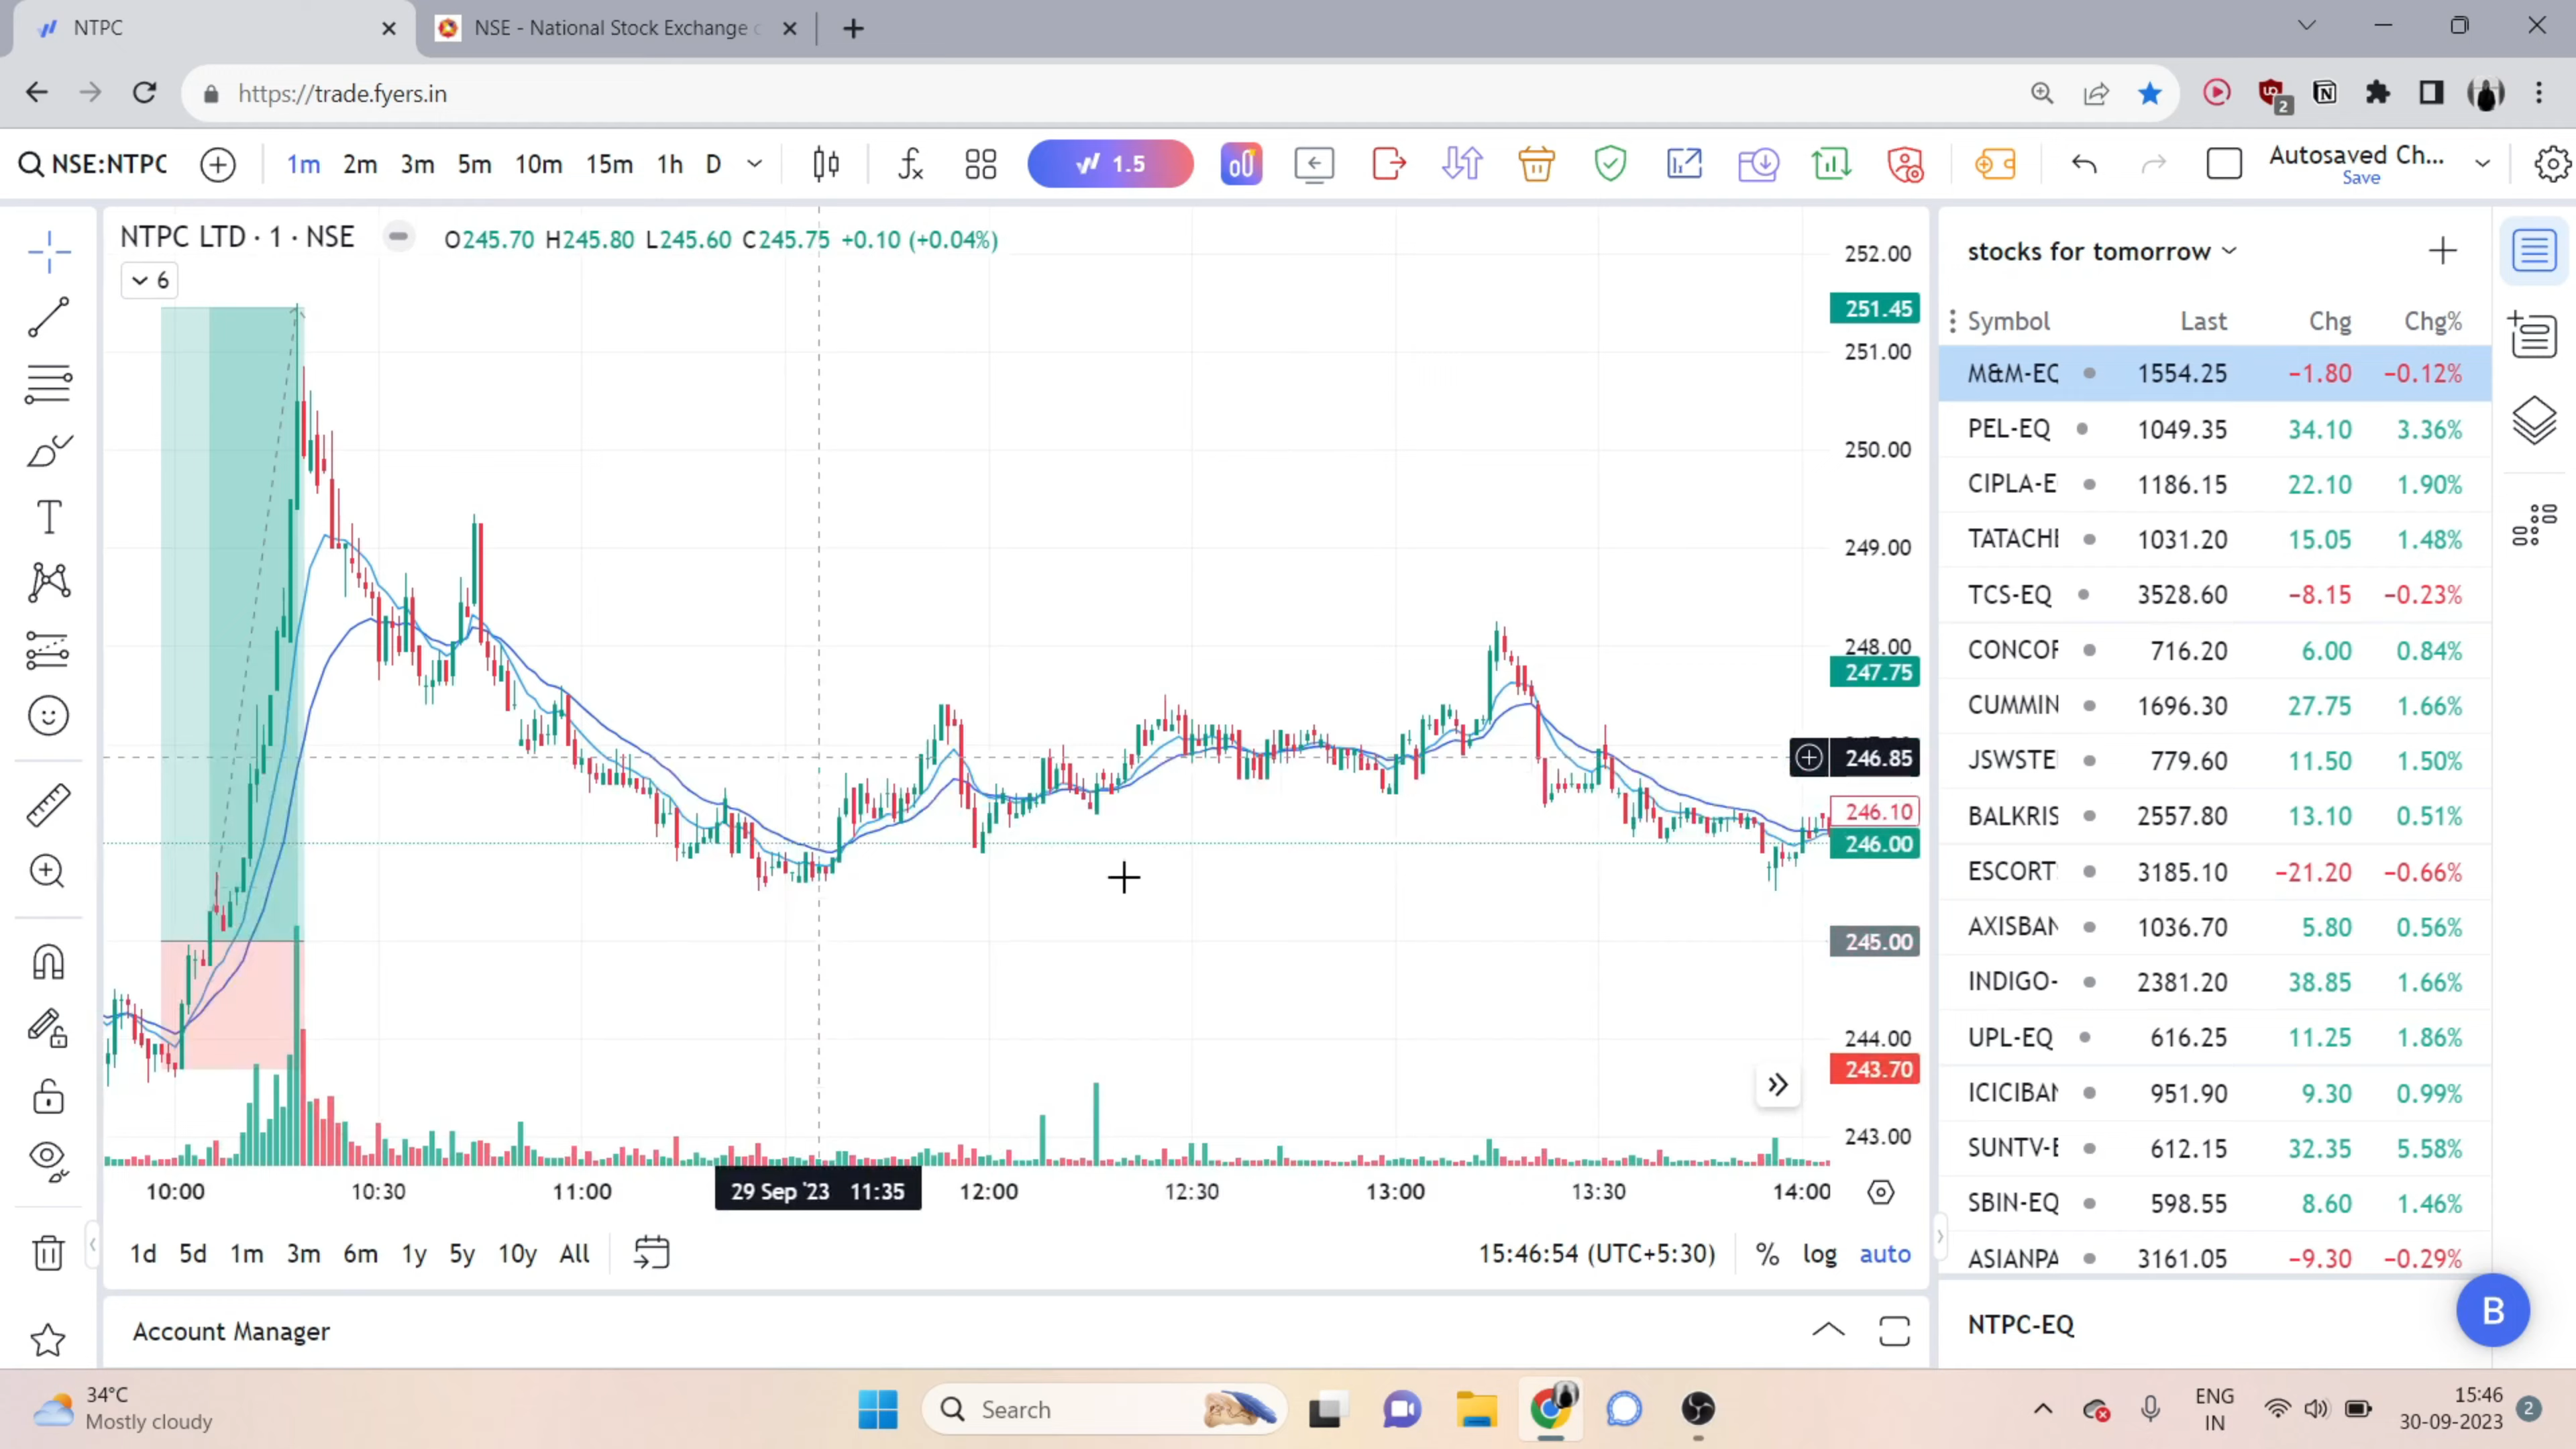 NTPC
NSE - National Stock Exchange
https://trade.fyers.in
2
NSE:NTPC 1m 2m 3m 5m 10m 15m 1h D 1.5 Autosaved Ch...
Save
NTPC LTD · 1 · NSE O245.70 H245.80 L245.60 C245.75 +0.10 (+0.04%)
6
252.00
251.45
251.00
250.00
249.00
248.00
247.75
246.85
246.10
246.00
245.00
244.00
243.70
243.00
10:00 10:30 11:00 29 Sep '23 11:35 12:00 12:30 13:00 13:30 14:00
1d 5d 1m 3m 6m 1y 5y 10y All 15:46:54 (UTC+5:30) % log auto
Account Manager
stocks for tomorrow
Symbol Last Chg Chg%
M&M-EQ 1554.25 −1.80 −0.12%
PEL-EQ 1049.35 34.10 3.36%
CIPLA-E 1186.15 22.10 1.90%
TATACHE 1031.20 15.05 1.48%
TCS-EQ 3528.60 −8.15 −0.23%
CONCOR 716.20 6.00 0.84%
CUMMIN 1696.30 27.75 1.66%
JSWSTE 779.60 11.50 1.50%
BALKRIS 2557.80 13.10 0.51%
ESCORT 3185.10 −21.20 −0.66%
AXISBAN 1036.70 5.80 0.56%
INDIGO- 2381.20 38.85 1.66%
UPL-EQ 616.25 11.25 1.86%
ICICIBAN 951.90 9.30 0.99%
SUNTV-E 612.15 32.35 5.58%
SBIN-EQ 598.55 8.60 1.46%
ASIANPA 3161.05 −9.30 −0.29%
NTPC-EQ
B
34°C
Mostly cloudy
Search
ENG
IN
15:46
30-09-2023
2